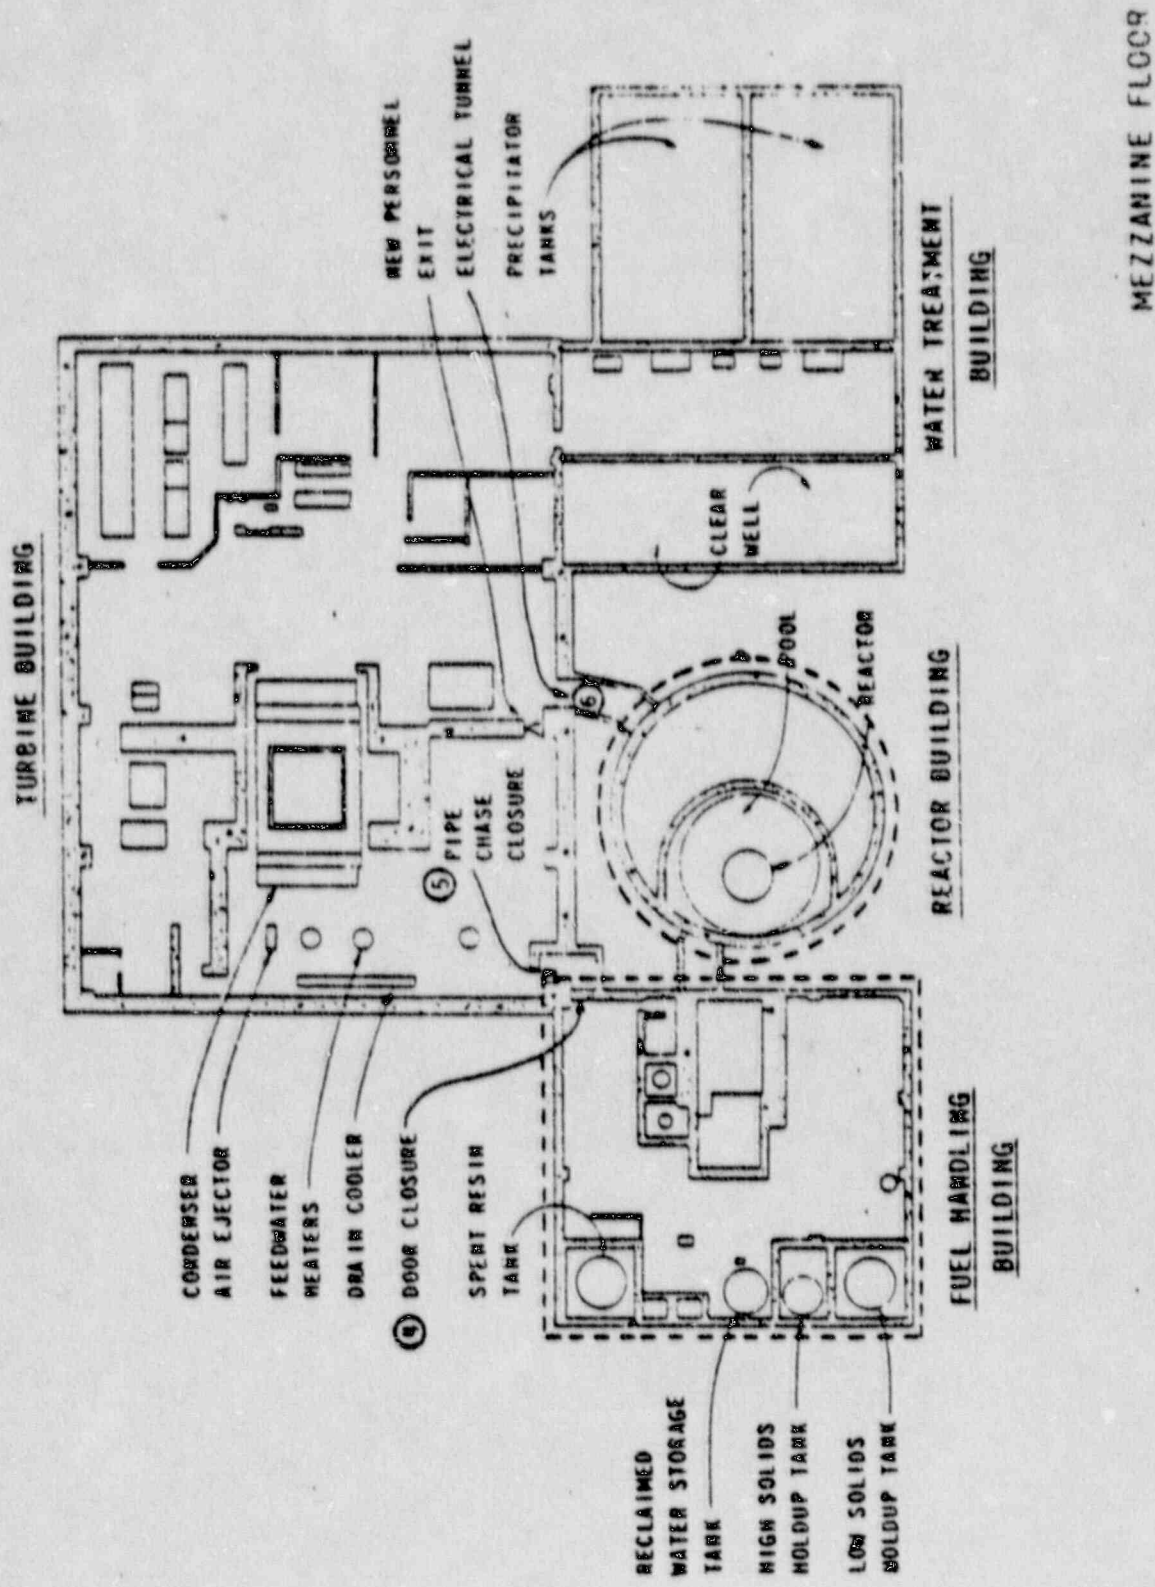 TURBINE BUILDING
NEW PERSONNEL
EXIT
ELECTRICAL TUNNEL
PRECIPITATOR
TANKS
CONDENSER
AIR EJECTOR
FEEDWATER
HEATERS
DRAIN COOLER
4 DOOR CLOSURE
SPENT RESIN
TANK
5 PIPE
CHASE
CLOSURE
6
CLEAR
WELL
POOL
REACTOR
RECLAIMED
WATER STORAGE
TANK
HIGH SOLIDS
HOLDUP TANK
LOW SOLIDS
HOLDUP TANK
FUEL HANDLING
BUILDING
REACTOR BUILDING
WATER TREATMENT
BUILDING
MEZZANINE FLOOR